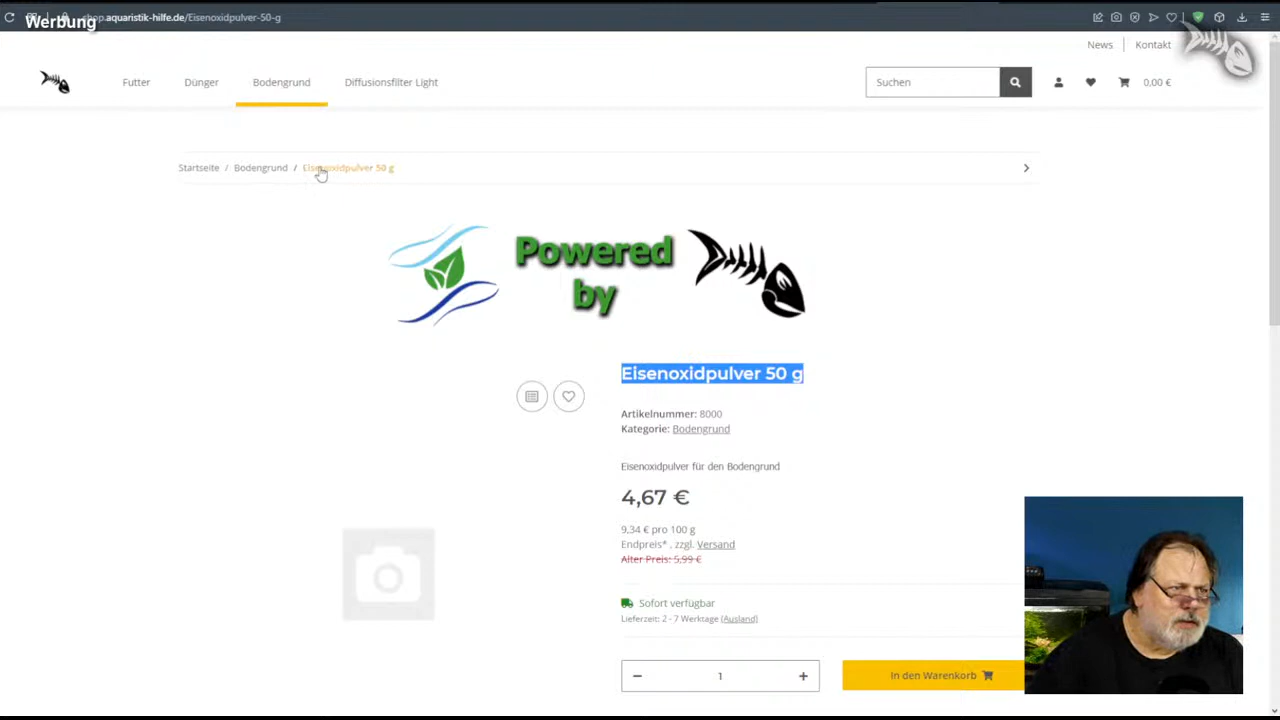 Werbung
shop.aquaristik-hilfe.de/Eisenoxidpulver-50-g
News
Kontakt
Futter
Dünger
Bodengrund
Diffusionsfilter Light
Suchen
0,00 €
Startseite / Bodengrund / Eisenoxidpulver 50 g
Powered
by
Eisenoxidpulver 50 g
Artikelnummer: 8000
Kategorie: Bodengrund
Eisenoxidpulver für den Bodengrund
4,67 €
9,34 € pro 100 g
Endpreis* , zzgl. Versand
Alter Preis: 5,99 €
Sofort verfügbar
Lieferzeit: 2 - 7 Werktage (Ausland)
1
In den Warenkorb